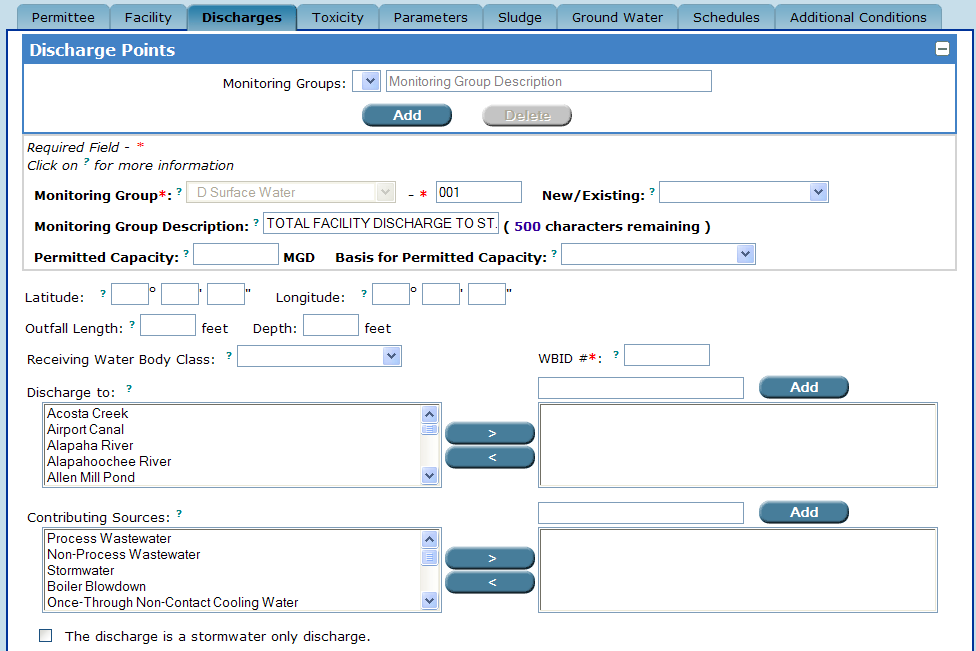 Permittee Facility Discharges Toxicity Parameters Sludge Ground Water Schedules Additional Conditions
Discharge Points
Monitoring Groups: Monitoring Group Description
Add Delete
Required Field - *
Click on ? for more information
Monitoring Group*: ? D Surface Water - * 001 New/Existing: ?
Monitoring Group Description: ? TOTAL FACILITY DISCHARGE TO ST. ( 500 characters remaining )
Permitted Capacity: ? MGD Basis for Permitted Capacity: ?
Latitude: ? ° ' " Longitude: ? ° ' "
Outfall Length: ? feet Depth: feet
Receiving Water Body Class: ? WBID #*: ?
Discharge to: ? Add
Acosta Creek
Airport Canal
Alapaha River
Alapahoochee River
Allen Mill Pond
>
<
Contributing Sources: ? Add
Process Wastewater
Non-Process Wastewater
Stormwater
Boiler Blowdown
Once-Through Non-Contact Cooling Water
>
<
The discharge is a stormwater only discharge.